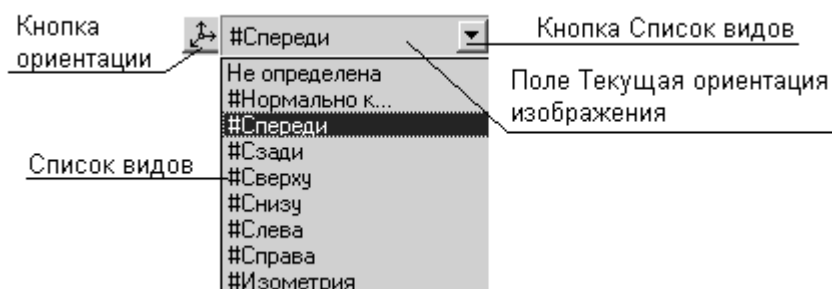 Кнопка
ориентации
#Спереди
Кнопка Список видов
Не определена
#Нормально к...
#Спереди
#Сзади
#Сверху
#Снизу
#Слева
#Справа
#Изометрия
Поле Текущая ориентация
изображения
Список видов